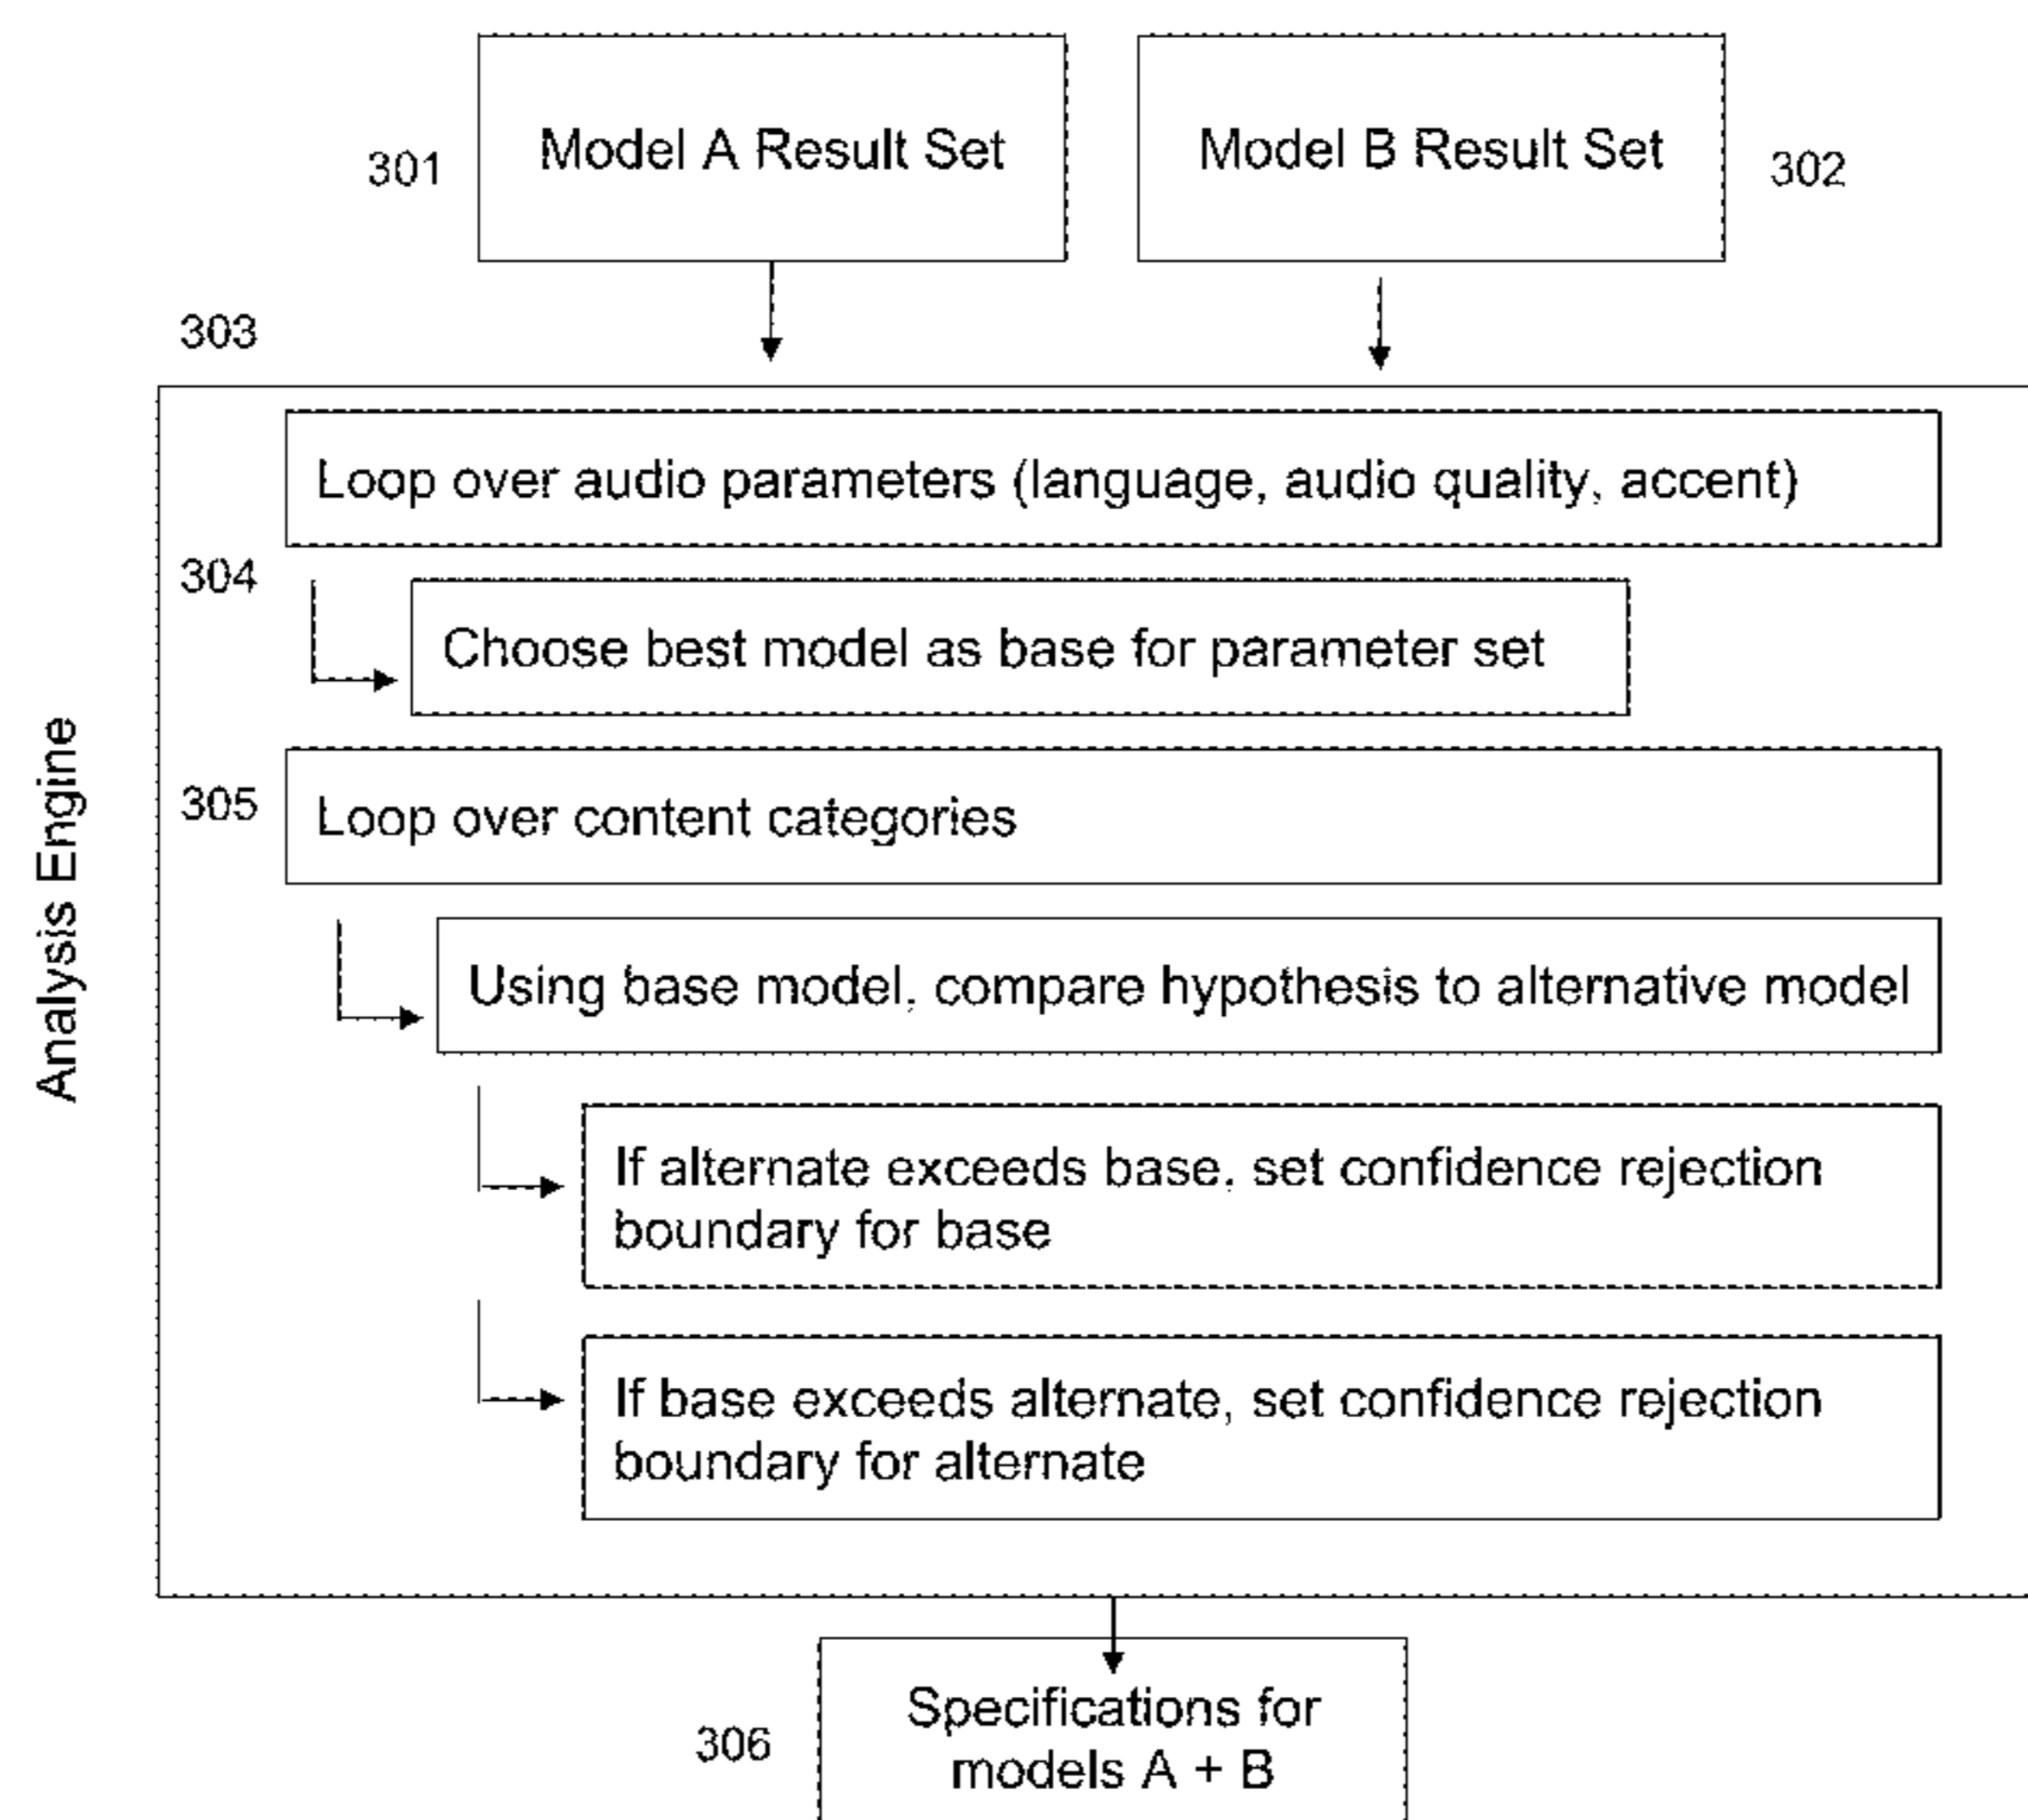 Model A Result Set
Model B Result Set
301
302
303
Loop over audio parameters (language, audio quality, accent)
304
Choose best model as base for parameter set
Analysis Engine
305
Loop over content categories
Using base model, compare hypothesis to alternative model
If alternate exceeds base, set confidence rejection
boundary for base
If base exceeds alternate, set confidence rejection
boundary for alternate
306
Specifications for
models A + B